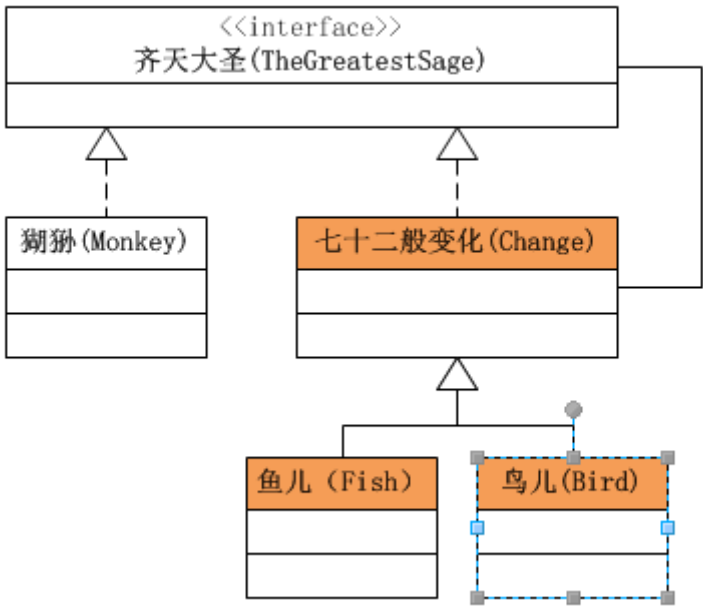 <<interface>>
齐天大圣(TheGreatestSage)
猢狲(Monkey)
七十二般变化(Change)
鱼儿（Fish）
鸟儿(Bird)